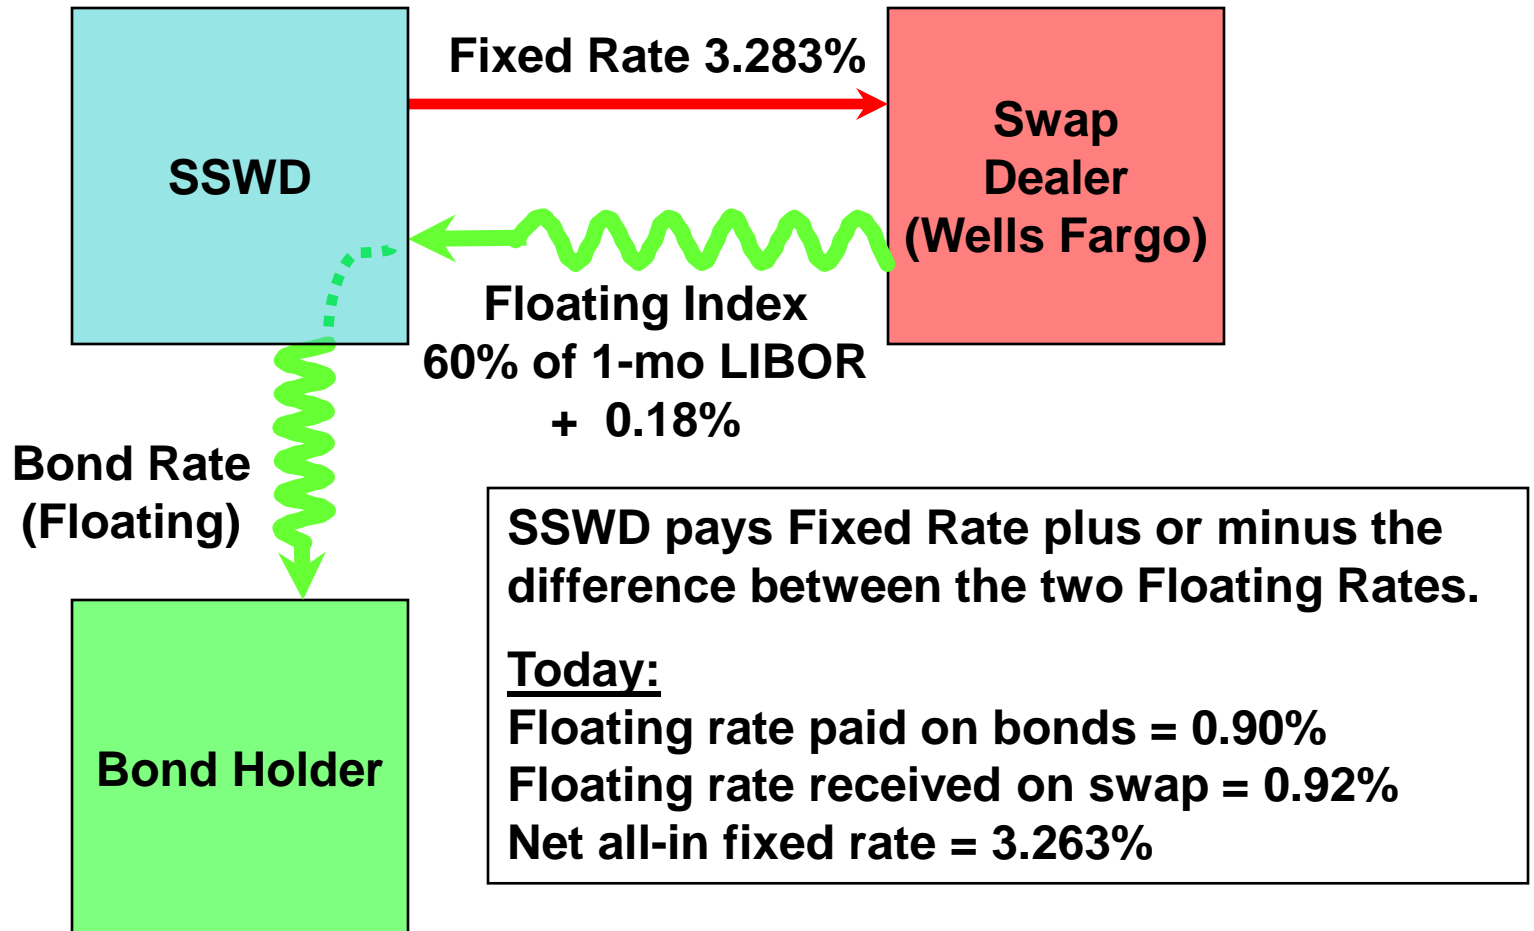 Fixed Rate 3.283%
SSWD
Swap
Dealer
(Wells Fargo)
Floating Index
60% of 1-mo LIBOR
+ 0.18%
Bond Rate
(Floating)
Bond Holder
SSWD pays Fixed Rate plus or minus the
difference between the two Floating Rates.
Today:
Floating rate paid on bonds = 0.90%
Floating rate received on swap = 0.92%
Net all-in fixed rate = 3.263%